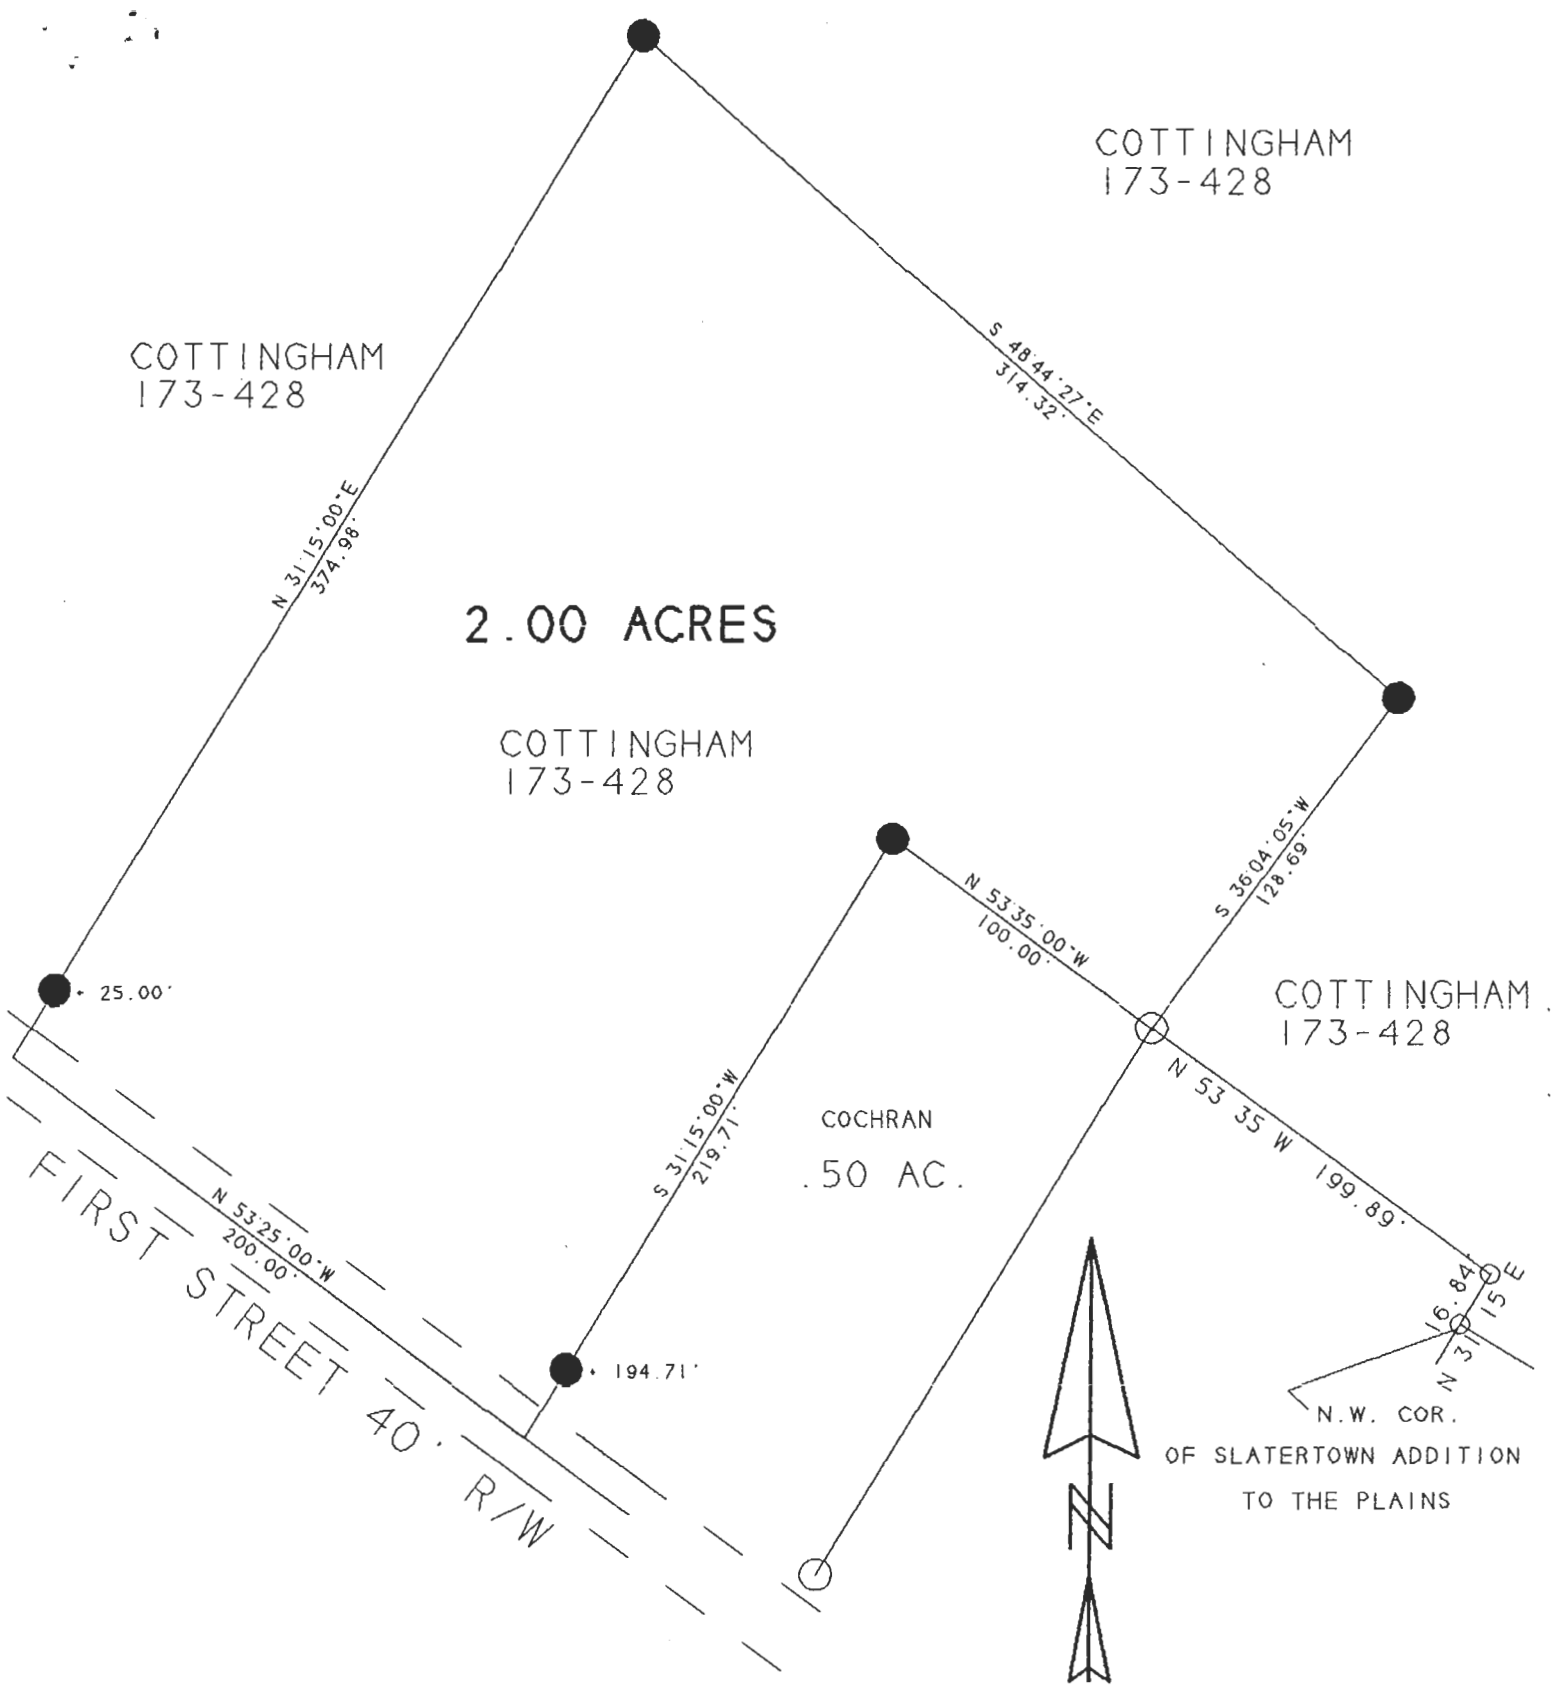 COTTINGHAM
173-428
COTTINGHAM
173-428
S 48°44'27"E
314.32'
N 31°15'00"E
374.98'
2.00 ACRES
COTTINGHAM
173-428
S 36°04'05"W
128.69'
N 53°35'00"W
100.00'
25.00'
COTTINGHAM
173-428
N 53 35 W 199.89'
S 31°15'00"W
219.71'
COCHRAN
.50 AC.
FIRST STREET 40' R/W
N 53°25'00"W
200.00'
16.84'
N 31 15 E
194.71'
N.W. COR.
OF SLATERTOWN ADDITION
TO THE PLAINS
N